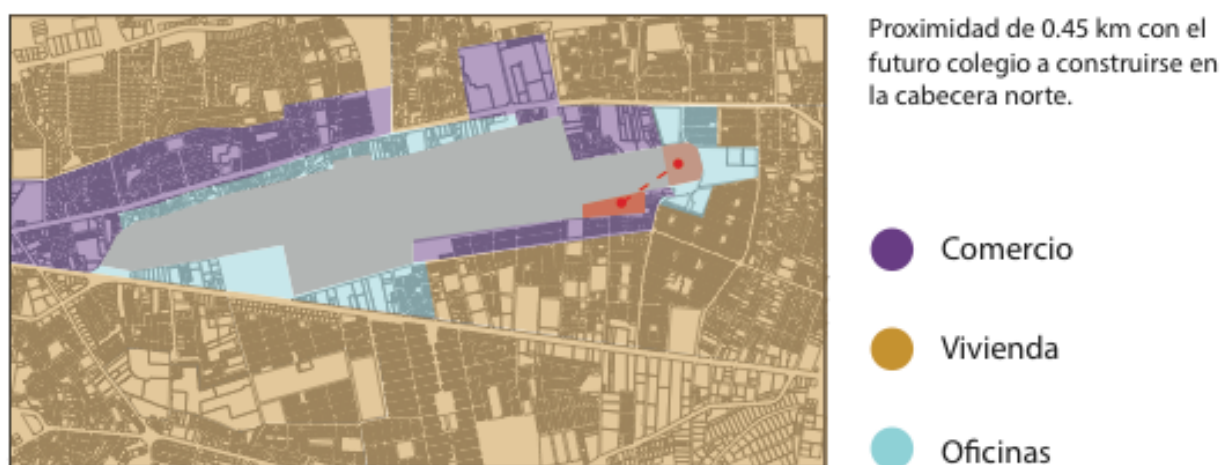 Proximidad de 0.45 km con el
futuro colegio a construirse en
la cabecera norte.
Comercio
Vivienda
Oficinas